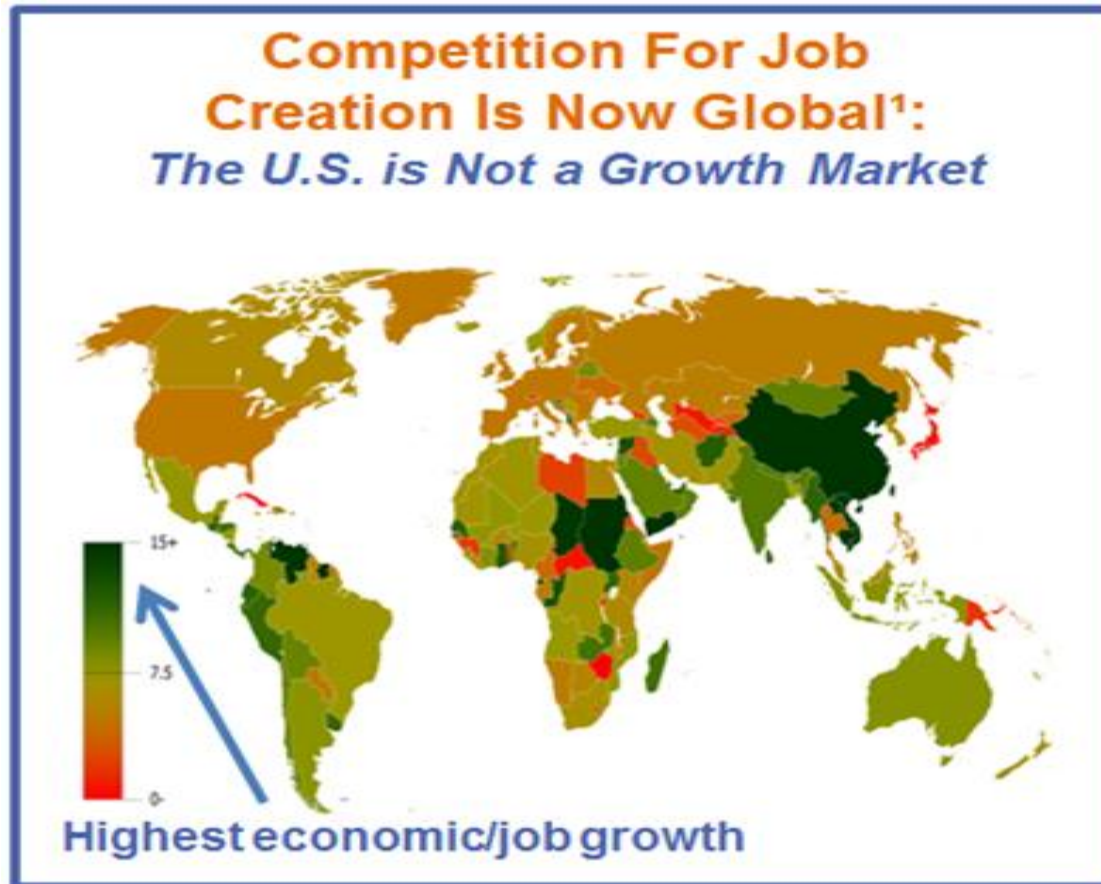 Competition For Job
Creation Is Now Global¹:
The U.S. is Not a Growth Market
15+
7.5
0-
Highest economic/job growth